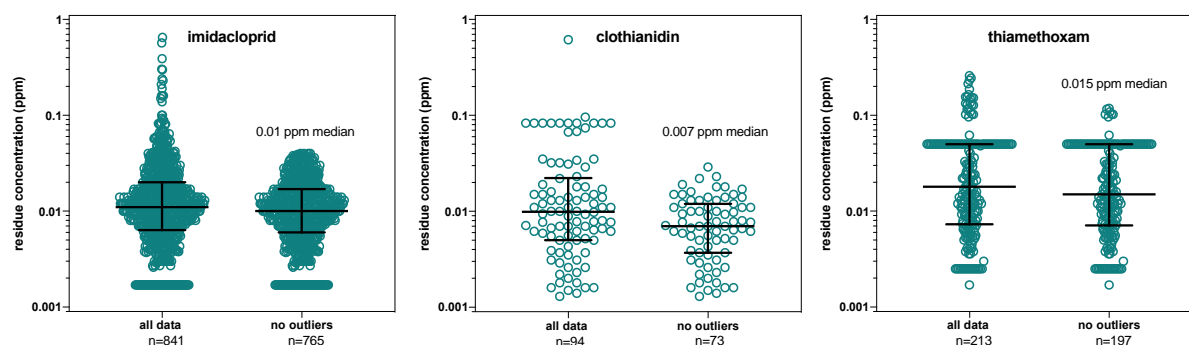 imidacloprid
residue concentration (ppm)
1
0.1
0.01
0.001
0.01 ppm median
all data
no outliers
n=841
n=765
clothianidin
residue concentration (ppm)
1
0.1
0.01
0.001
0.007 ppm median
all data
no outliers
n=94
n=73
thiamethoxam
residue concentration (ppm)
1
0.1
0.01
0.001
0.015 ppm median
all data
no outliers
n=213
n=197